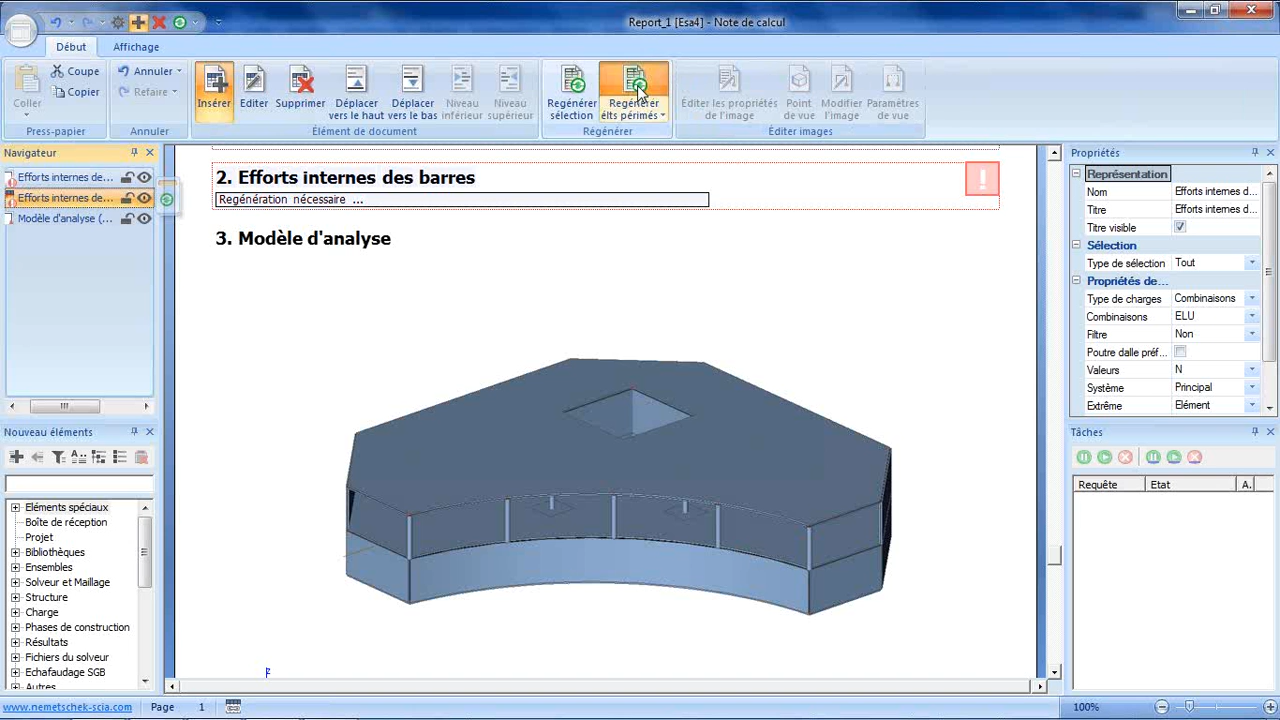 Report_1 [Esa4] - Note de calcul
Début
Affichage
Coller
Coupe
Copier
Press-papier
Annuler
Refaire
Annuler
Insérer
Editer
Supprimer
Déplacer vers le haut
Déplacer vers le bas
Niveau inférieur
Niveau supérieur
Elément de document
Regénérer sélection
Regénérer élts périmés
Régénérer
Éditer les propriétés de l'image
Point de vue
Modifier l'image
Paramètres de vue
Éditer images
Navigateur
Efforts internes de...
Efforts internes de...
Modèle d'analyse (...
Nouveau éléments
Eléments spéciaux
Boîte de réception
Projet
Bibliothèques
Ensembles
Solveur et Maillage
Structure
Charge
Phases de construction
Résultats
Fichiers du solveur
Echafaudage SGB
Autres
2. Efforts internes des barres
Regénération nécessaire ...
!
3. Modèle d'analyse
Propriétés
Représentation
Nom Efforts internes d...
Titre Efforts internes d...
Titre visible
Sélection
Type de sélection Tout
Propriétés de...
Type de charges Combinaisons
Combinaisons ELU
Filtre Non
Poutre dalle préf...
Valeurs N
Système Principal
Extrême Elément
Tâches
Requête Etat A.
www.nemetschek-scia.com
Page 1
100%